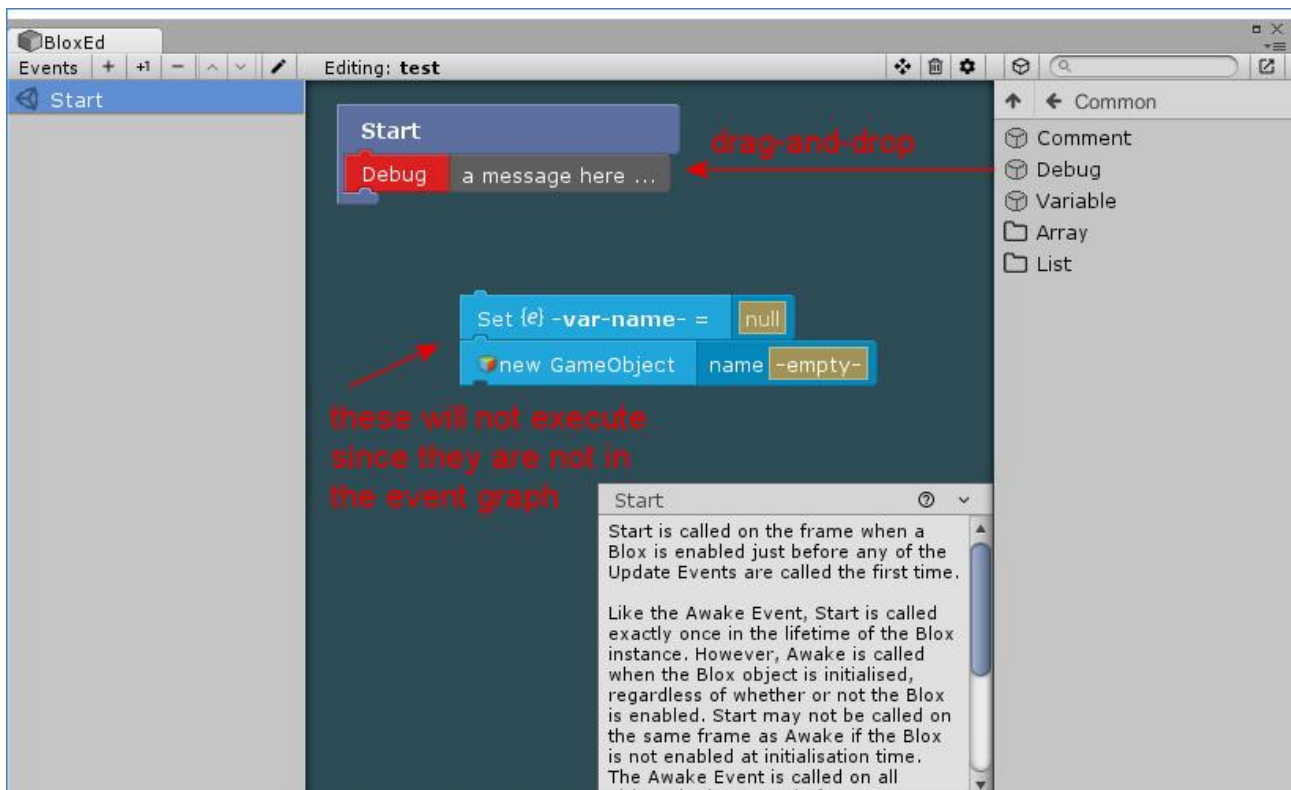 BloxEd
Events + +1 −
Editing: test
Start
Common
Comment
Debug
Variable
Array
List
Start
Debug a message here ...
drag-and-drop
Set {e} -var-name- = null
new GameObject name -empty-
these will not execute
since they are not in
the event graph
Start
Start is called on the frame when a
Blox is enabled just before any of the
Update Events are called the first time.
Like the Awake Event, Start is called
exactly once in the lifetime of the Blox
instance. However, Awake is called
when the Blox object is initialised,
regardless of whether or not the Blox
is enabled. Start may not be called on
the same frame as Awake if the Blox
is not enabled at initialisation time.
The Awake Event is called on all